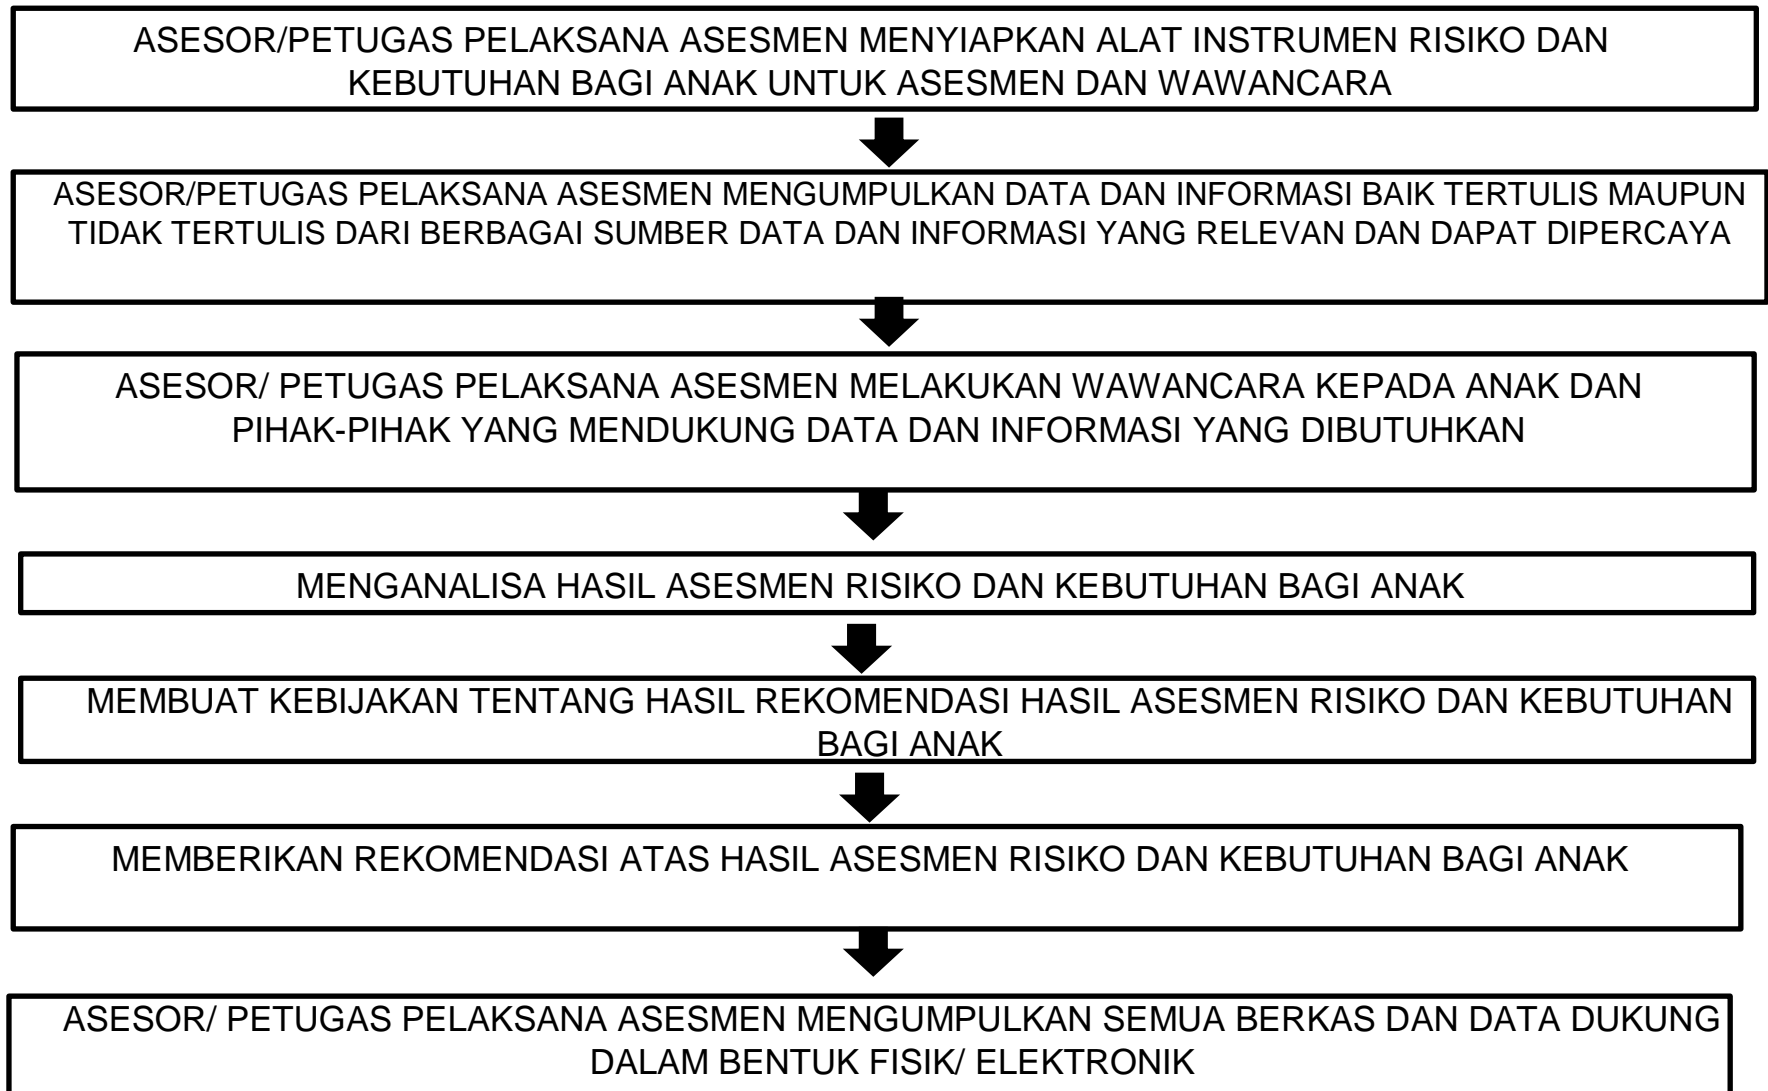 ASESOR/PETUGAS PELAKSANA ASESMEN MENYIAPKAN ALAT INSTRUMEN RISIKO DAN
KEBUTUHAN BAGI ANAK UNTUK ASESMEN DAN WAWANCARA
ASESOR/PETUGAS PELAKSANA ASESMEN MENGUMPULKAN DATA DAN INFORMASI BAIK TERTULIS MAUPUN
TIDAK TERTULIS DARI BERBAGAI SUMBER DATA DAN INFORMASI YANG RELEVAN DAN DAPAT DIPERCAYA
ASESOR/ PETUGAS PELAKSANA ASESMEN MELAKUKAN WAWANCARA KEPADA ANAK DAN
PIHAK-PIHAK YANG MENDUKUNG DATA DAN INFORMASI YANG DIBUTUHKAN
MENGANALISA HASIL ASESMEN RISIKO DAN KEBUTUHAN BAGI ANAK
MEMBUAT KEBIJAKAN TENTANG HASIL REKOMENDASI HASIL ASESMEN RISIKO DAN KEBUTUHAN
BAGI ANAK
MEMBERIKAN REKOMENDASI ATAS HASIL ASESMEN RISIKO DAN KEBUTUHAN BAGI ANAK
ASESOR/ PETUGAS PELAKSANA ASESMEN MENGUMPULKAN SEMUA BERKAS DAN DATA DUKUNG
DALAM BENTUK FISIK/ ELEKTRONIK